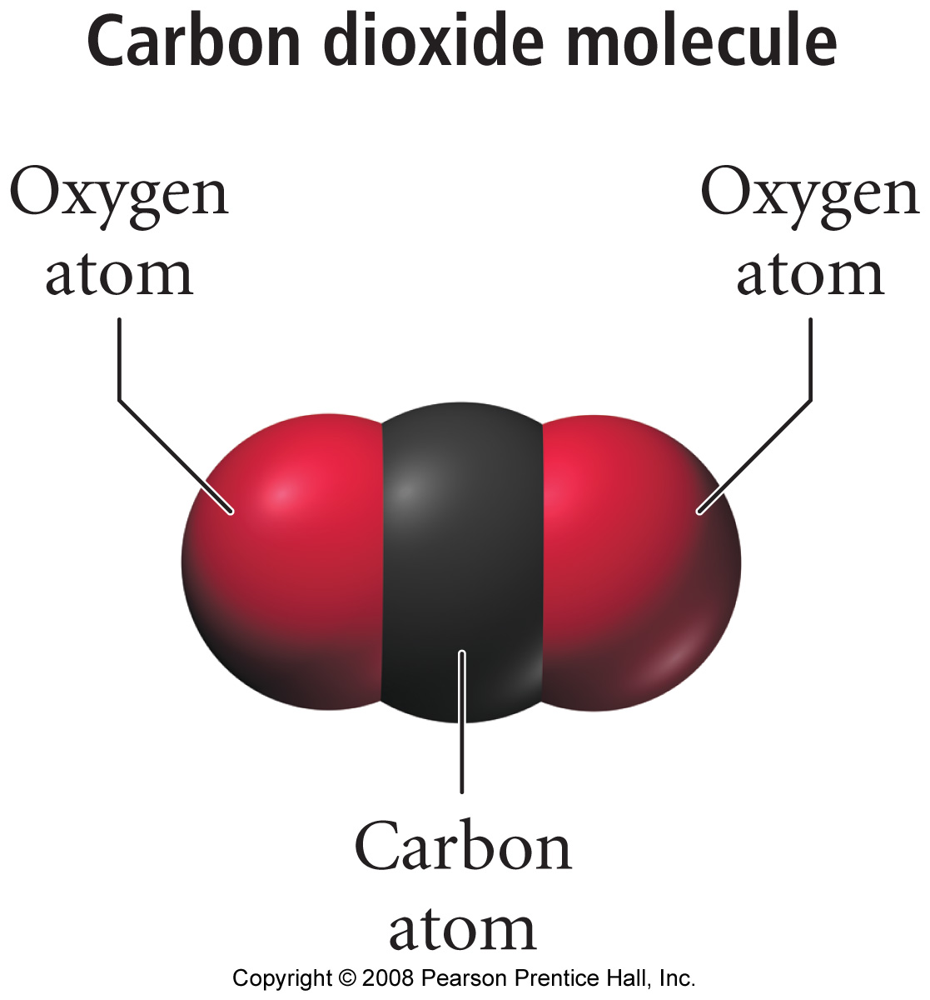 Carbon dioxide molecule
Oxygen
atom
Oxygen
atom
Carbon
atom
Copyright © 2008 Pearson Prentice Hall, Inc.